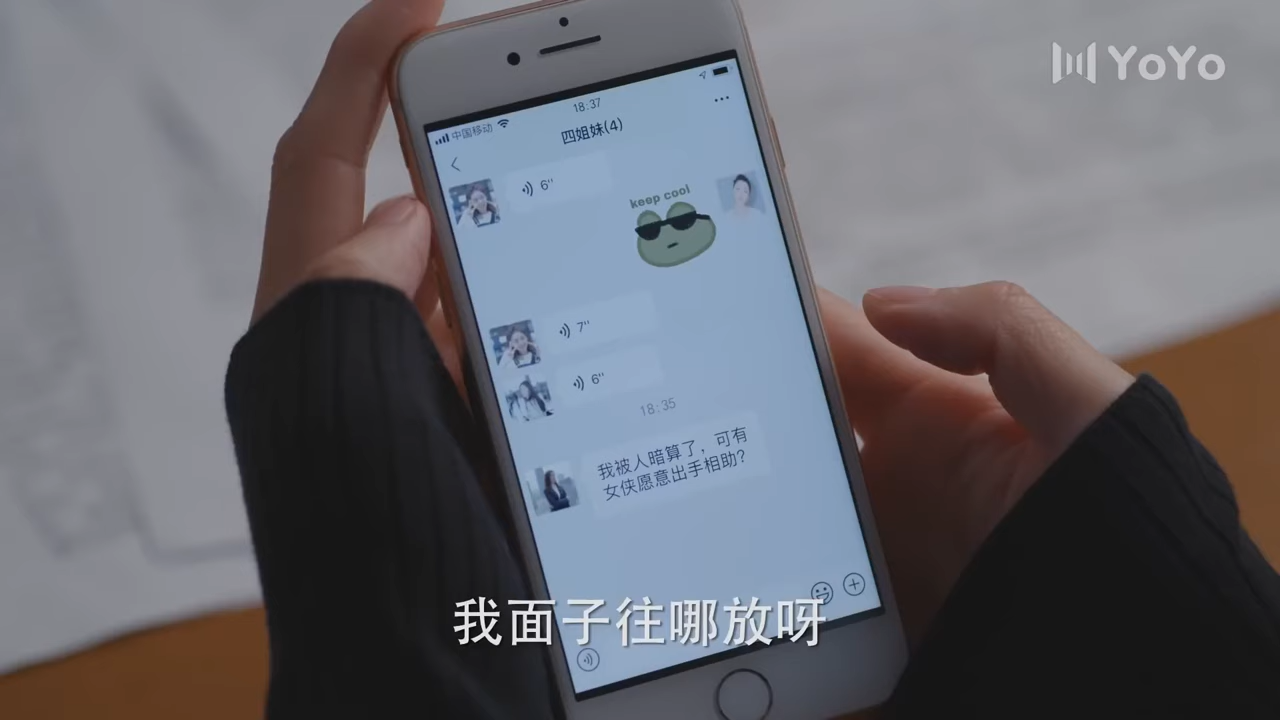 YoYo
中国移动
18:37
四姐妹(4)
6''
keep cool
7''
6''
18:35
我被人暗算了，可有
女侠愿意出手相助？
我面子往哪放呀